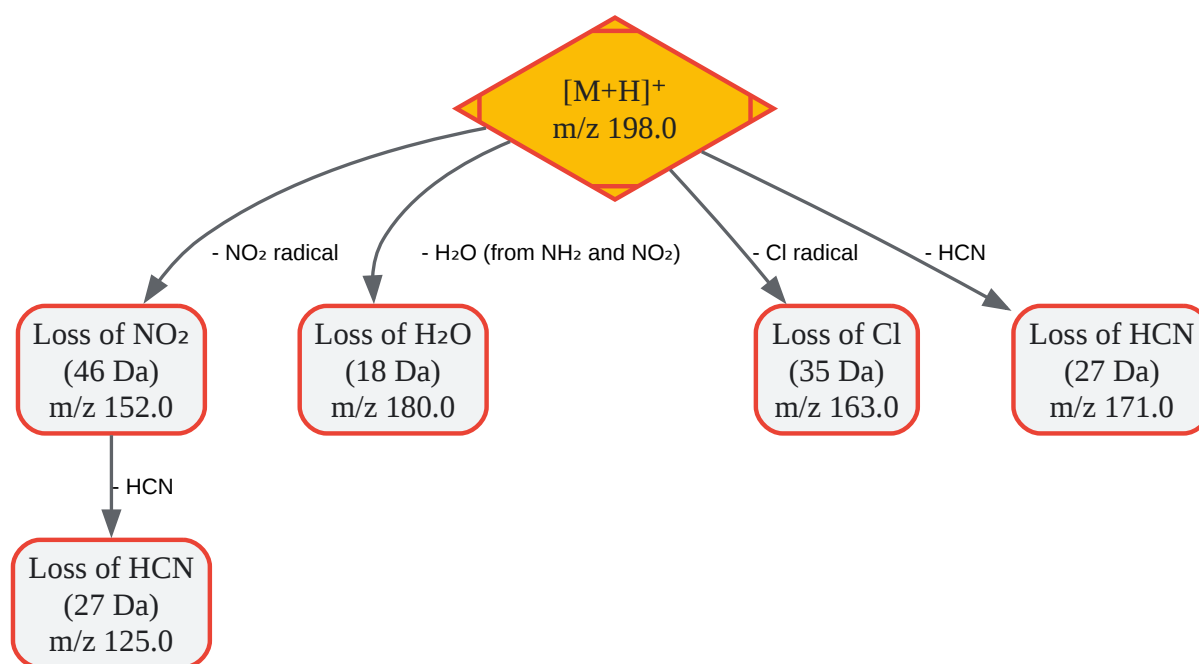 [M+H]⁺
m/z 198.0
- NO₂ radical
- H₂O (from NH₂ and NO₂)
- Cl radical
- HCN
Loss of NO₂
(46 Da)
m/z 152.0
Loss of H₂O
(18 Da)
m/z 180.0
Loss of Cl
(35 Da)
m/z 163.0
Loss of HCN
(27 Da)
m/z 171.0
- HCN
Loss of HCN
(27 Da)
m/z 125.0